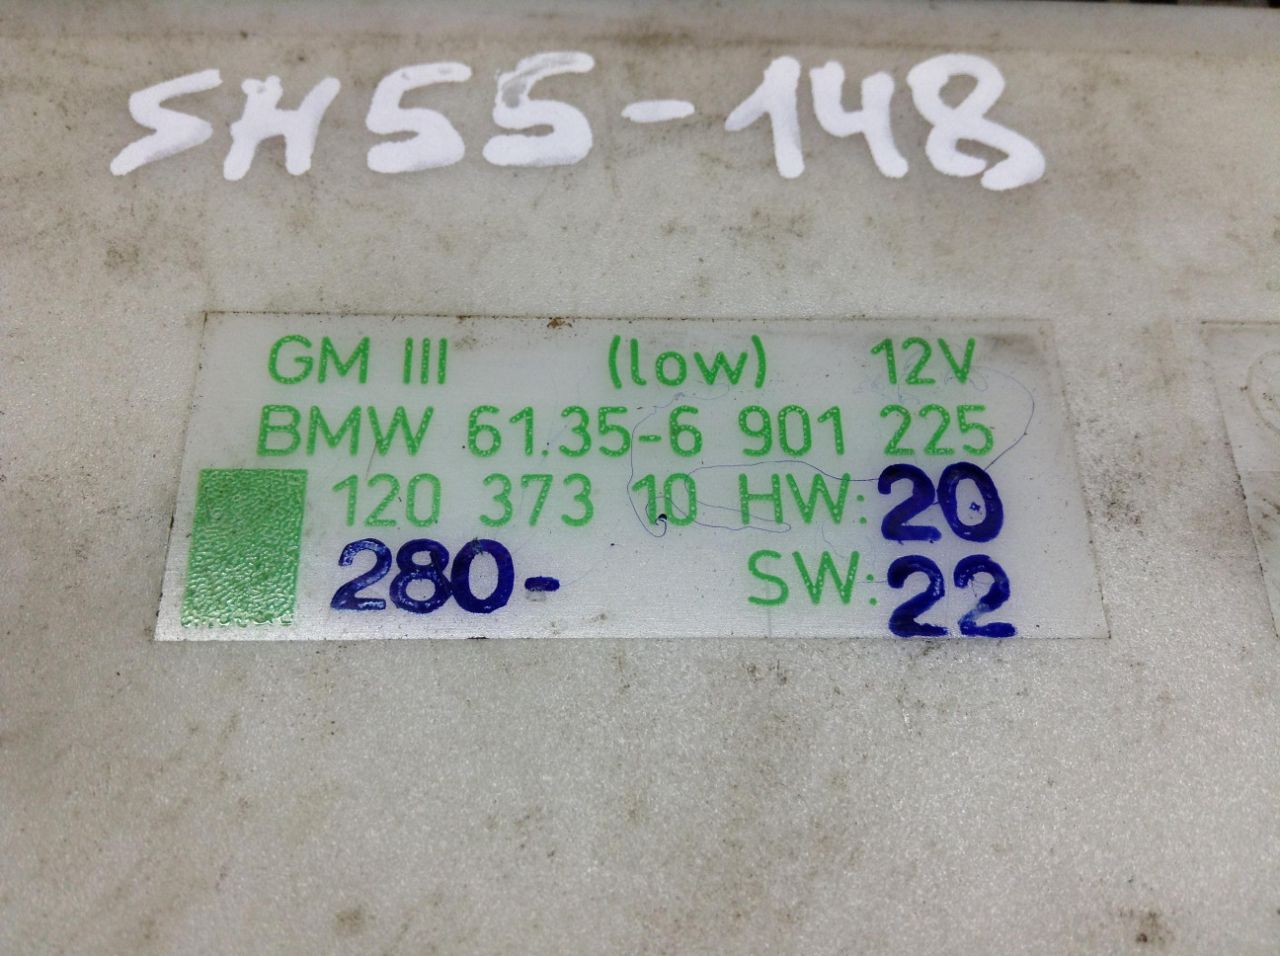 SH55-148
GM III (low) 12V
BMW 61.35-6 901 225
120 373 10 HW: 20
280- SW: 22